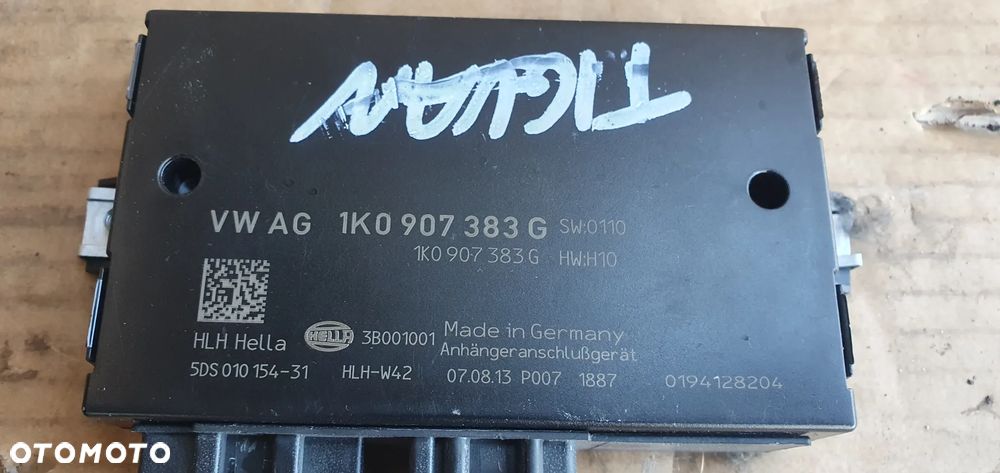 TIGUAN
VW AG 1K0 907 383 G SW:0110
1K0 907 383 G HW:H10
HLH Hella HELLA 3B001001 Made in Germany
Anhängeranschlußgerät
5DS 010 154-31 HLH-W42 07.08.13 P007 1887 0194128204
OTOMOTO